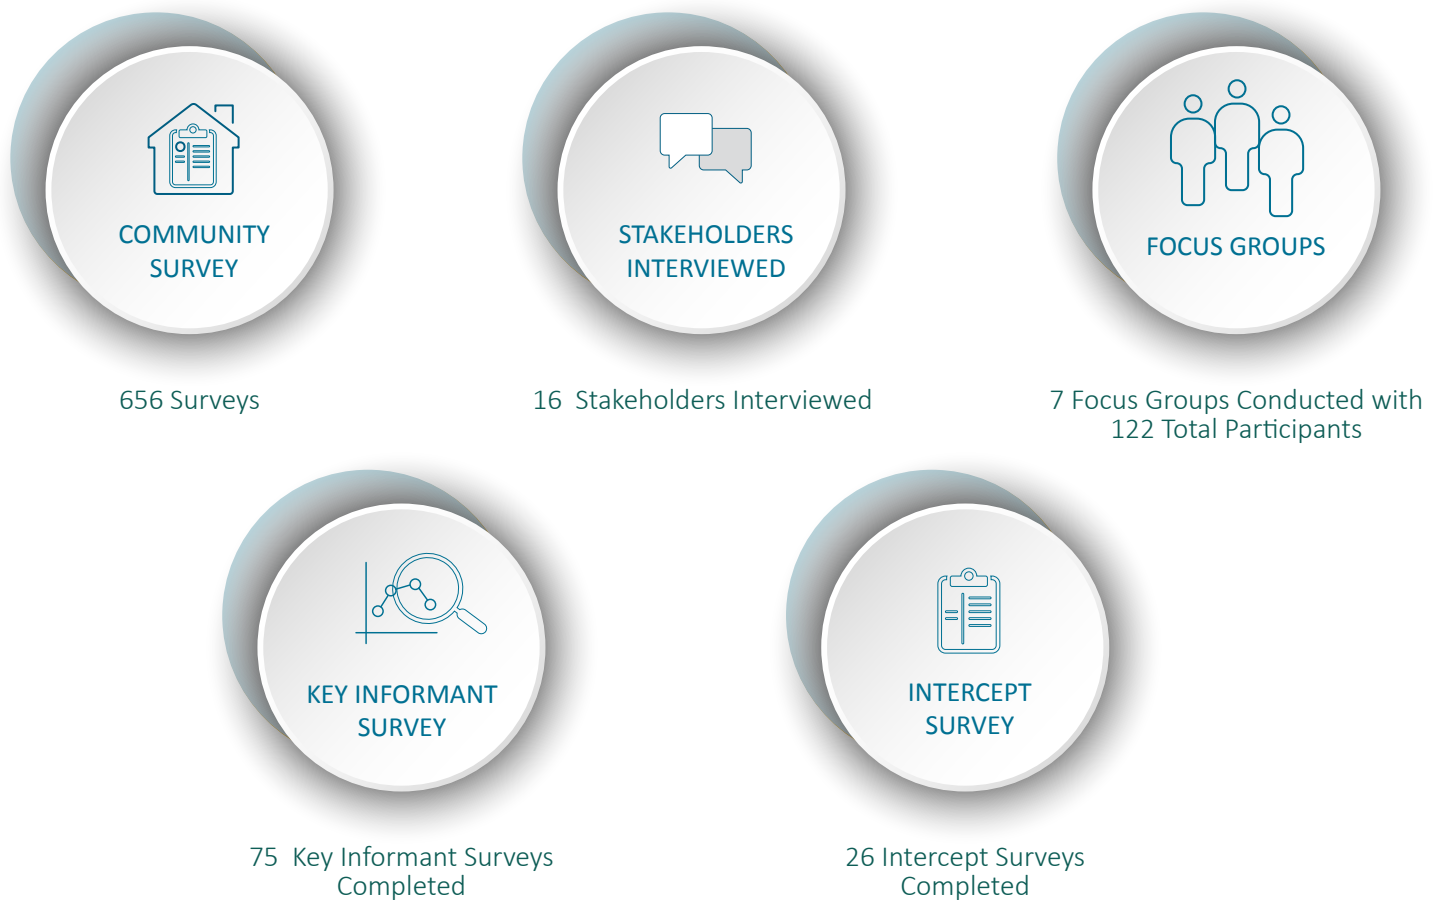 COMMUNITY
SURVEY
656 Surveys
STAKEHOLDERS
INTERVIEWED
16 Stakeholders Interviewed
FOCUS GROUPS
7 Focus Groups Conducted with
122 Total Participants
KEY INFORMANT
SURVEY
75 Key Informant Surveys
Completed
INTERCEPT
SURVEY
26 Intercept Surveys
Completed